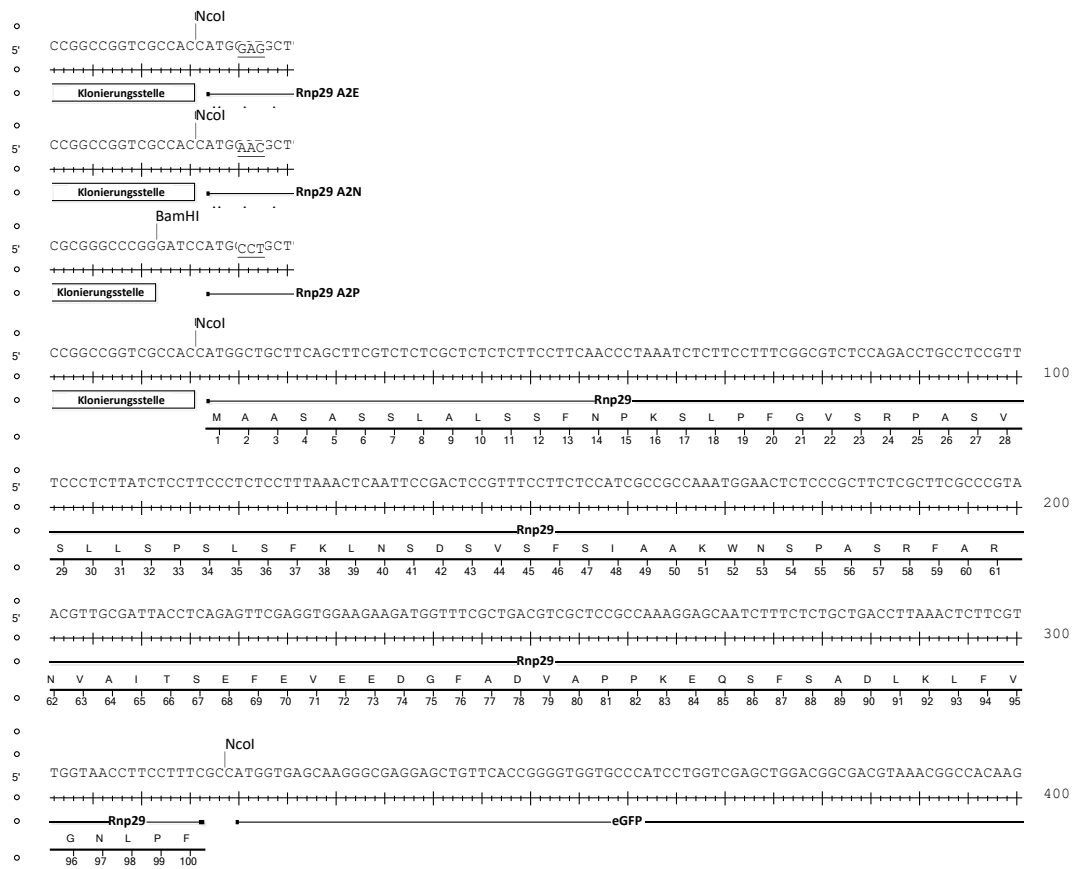 NcoI
5' CCGGCCGGTCGCCACCATGGAGGCT
Klonierungsstelle Rnp29 A2E
NcoI
5' CCGGCCGGTCGCCACCATGAACGCT
Klonierungsstelle Rnp29 A2N
BamHI
5' CGCGGGCCCGGGATCCATGCCTGCT
Klonierungsstelle Rnp29 A2P
NcoI
5' CCGGCCGGTCGCCACCATGGCTGCTTCAGCTTCGTCTCTCGCTCTCTCTTCCTTCAACCCTAAATCTCTTCCTTTCGGCGTCTCCAGACCTGCCTCCGTT 100
Klonierungsstelle Rnp29
M A A S A S S L A L S S F N P K S L P F G V S R P A S V
1 2 3 4 5 6 7 8 9 10 11 12 13 14 15 16 17 18 19 20 21 22 23 24 25 26 27 28
5' TCCCTCTTATCTCCTTCCCTCTCCTTTAAACTCAATTCCGACTCCGTTTCCTTCTCCATCGCCGCCAAATGGAACTCTCCCGCTTCTCGCTTCGCCCGTA 200
Rnp29
S L L S P S L S F K L N S D S V S F S I A A K W N S P A S R F A R
29 30 31 32 33 34 35 36 37 38 39 40 41 42 43 44 45 46 47 48 49 50 51 52 53 54 55 56 57 58 59 60 61
5' ACGTTGCGATTACCTCAGAGTTCGAGGTGGAAGAAGATGGTTTCGCTGACGTCGCTCCGCCAAAGGAGCAATCTTTCTCTGCTGACCTTAAACTCTTCGT 300
Rnp29
N V A I T S E F E V E E D G F A D V A P P K E Q S F S A D L K L F V
62 63 64 65 66 67 68 69 70 71 72 73 74 75 76 77 78 79 80 81 82 83 84 85 86 87 88 89 90 91 92 93 94 95
NcoI
5' TGGTAACCTTCCTTTCGCCATGGTGAGCAAGGGCGAGGAGCTGTTCACCGGGGTGGTGCCCATCCTGGTCGAGCTGGACGGCGACGTAAACGGCCACAAG 400
Rnp29 eGFP
G N L P F
96 97 98 99 100